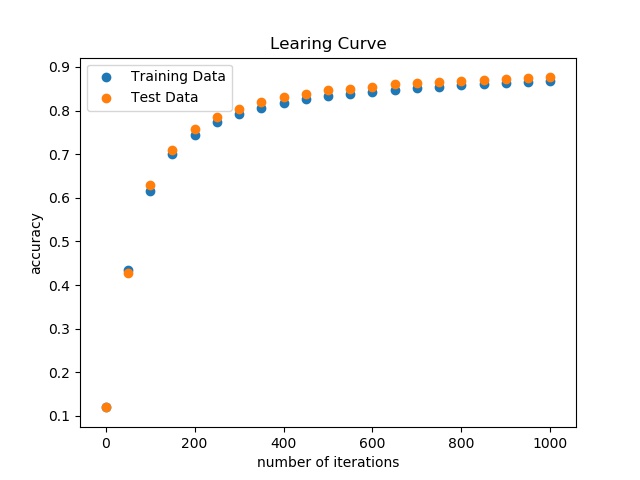 Learing Curve
Training Data
Test Data
accuracy
0.9
0.8
0.7
0.6
0.5
0.4
0.3
0.2
0.1
0 200 400 600 800 1000
number of iterations